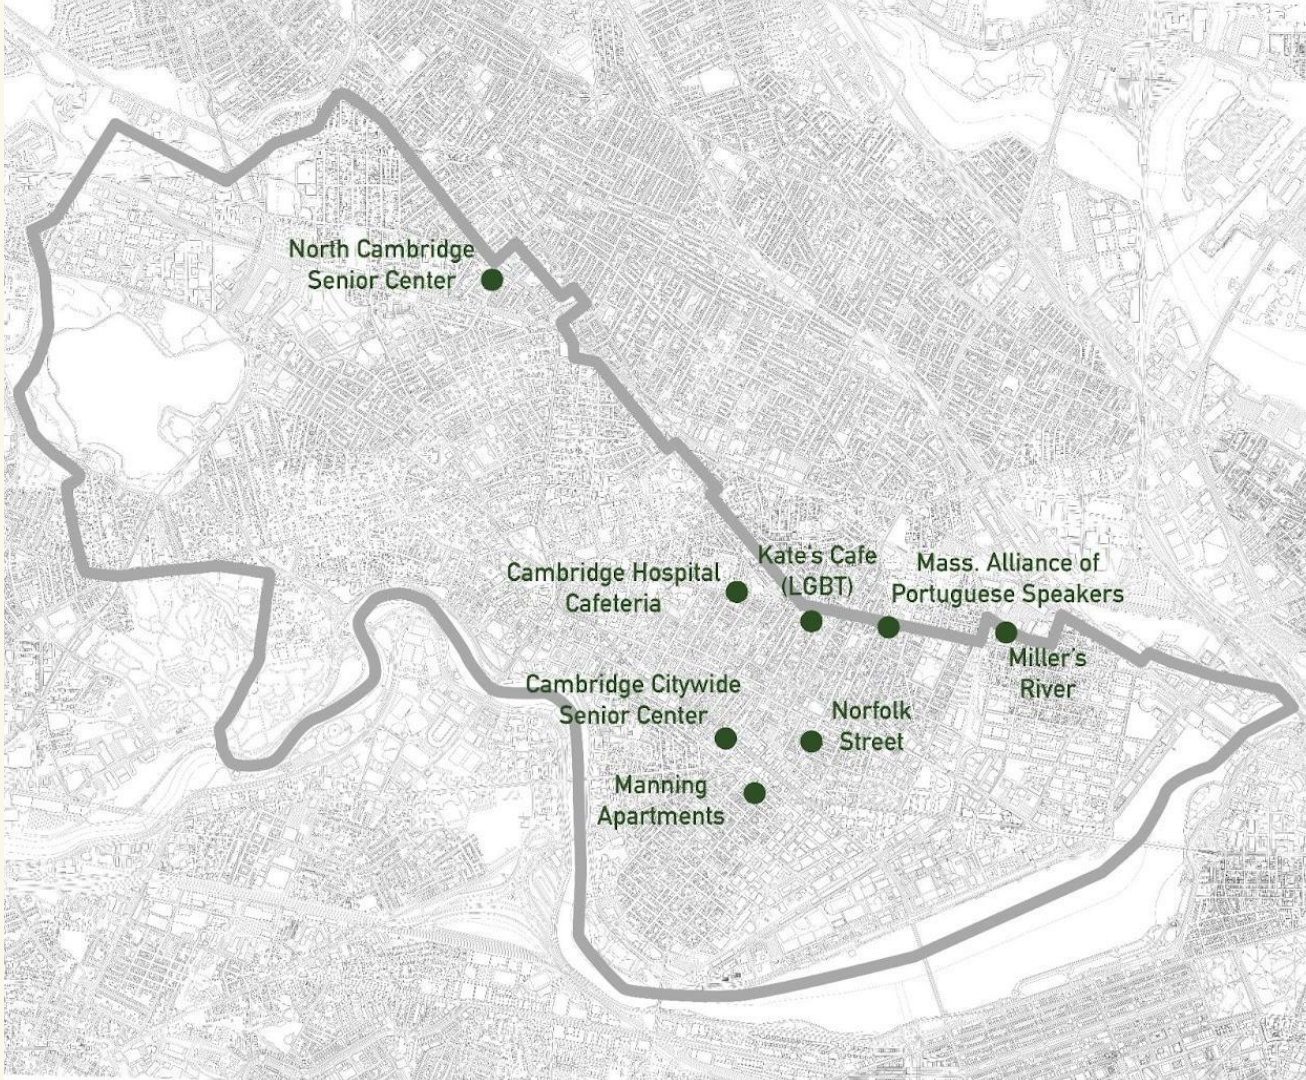 North Cambridge
Senior Center
Kate's Cafe
(LGBT)
Mass. Alliance of
Portuguese Speakers
Cambridge Hospital
Cafeteria
Miller's
River
Cambridge Citywide
Senior Center
Norfolk
Street
Manning
Apartments